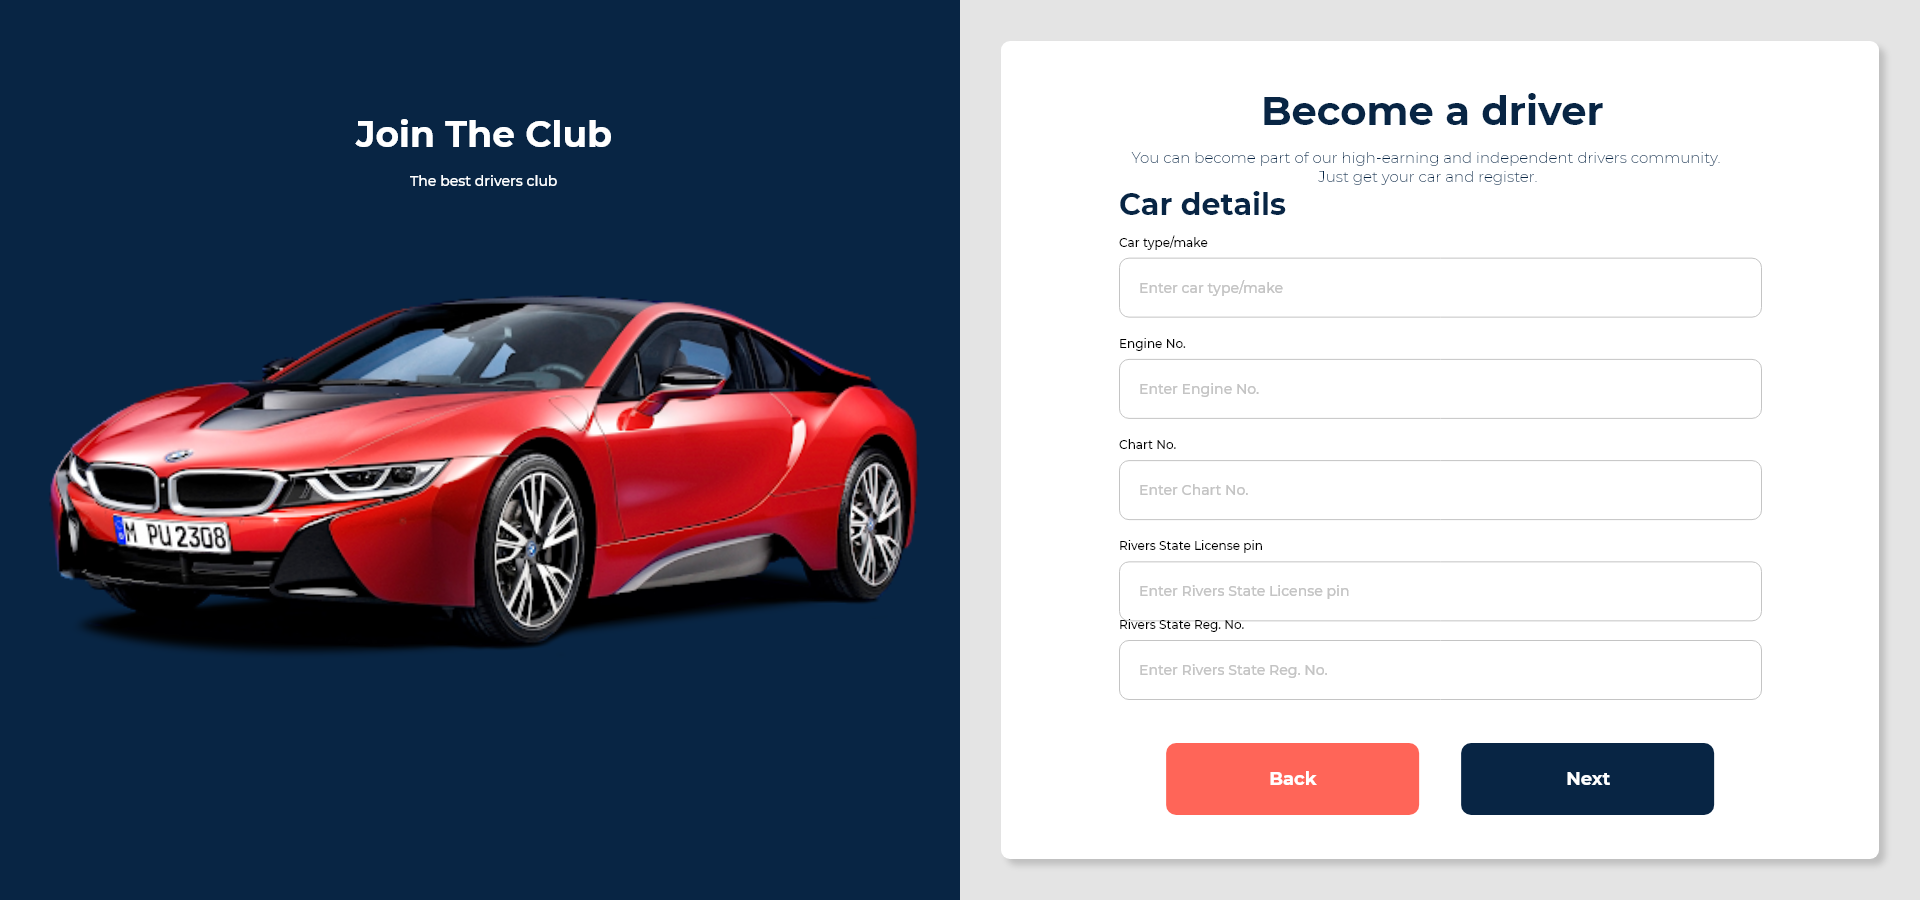 Join The Club
The best drivers club
M PU 2308
Become a driver
You can become part of our high-earning and independent drivers community.
Just get your car and register.
Car details
Car type/make
Enter car type/make
Engine No.
Enter Engine No.
Chart No.
Enter Chart No.
Rivers State License pin
Enter Rivers State License pin
Rivers State Reg. No.
Enter Rivers State Reg. No.
Back
Next